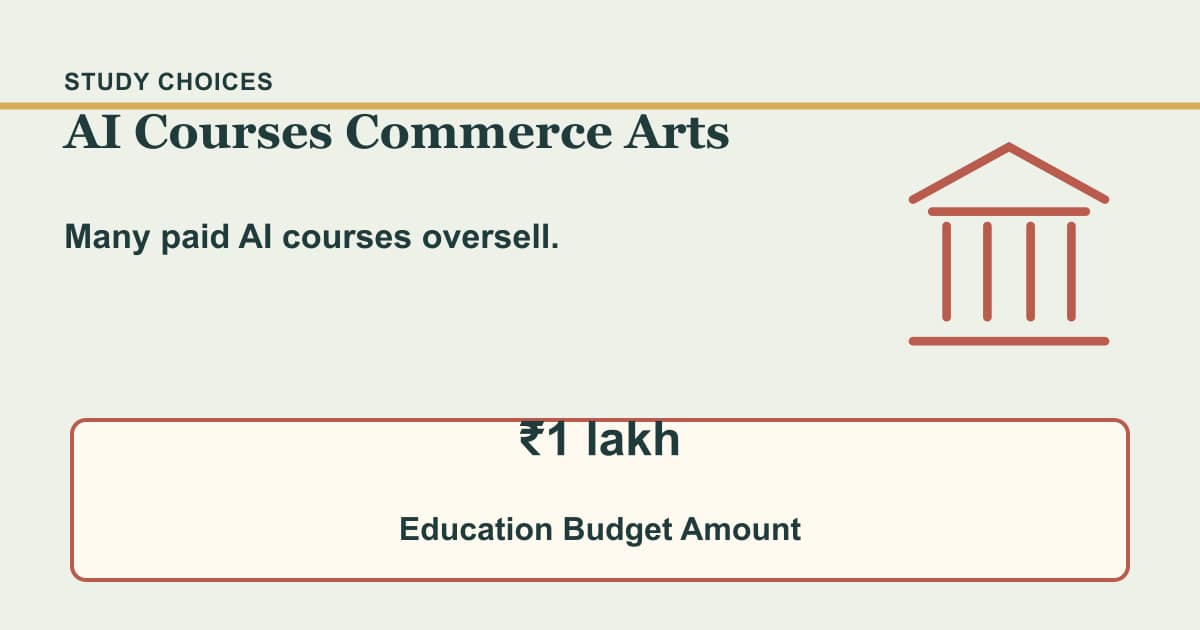 STUDY CHOICES
AI Courses Commerce Arts
Many paid AI courses oversell.
₹1 lakh
Education Budget Amount